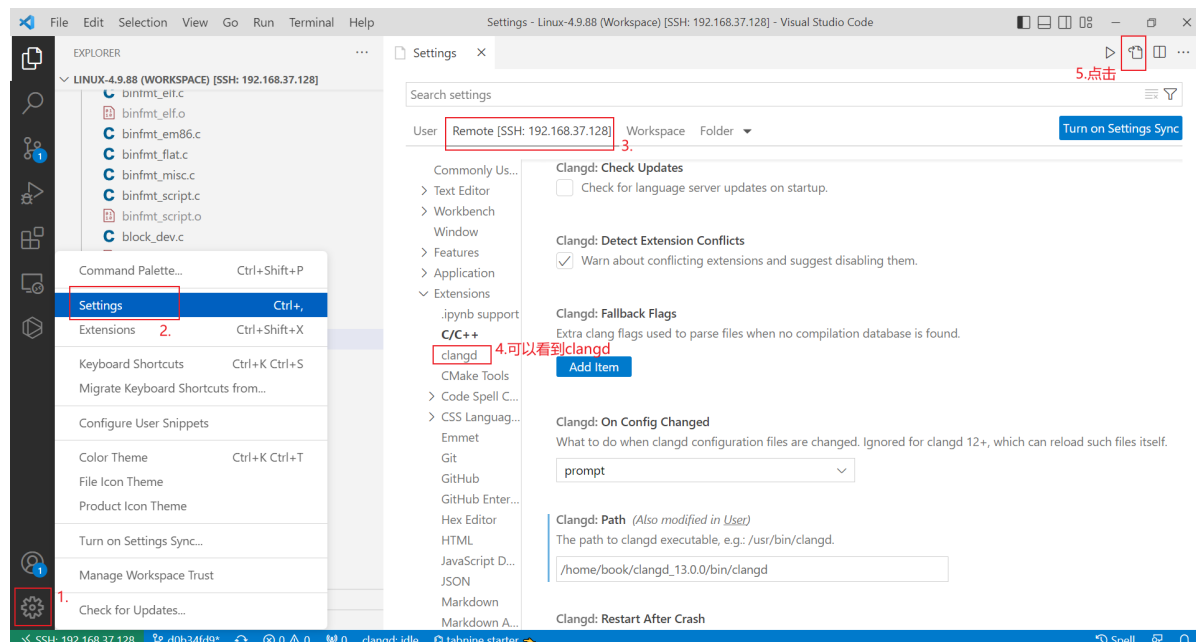 File Edit Selection View Go Run Terminal Help
Settings - Linux-4.9.88 (Workspace) [SSH: 192.168.37.128] - Visual Studio Code
EXPLORER
LINUX-4.9.88 (WORKSPACE) [SSH: 192.168.37.128]
binfmt_elf.c
binfmt_elf.o
binfmt_em86.c
binfmt_flat.c
binfmt_misc.c
binfmt_script.c
binfmt_script.o
block_dev.c
Command Palette... Ctrl+Shift+P
Settings Ctrl+,
2.
Extensions Ctrl+Shift+X
Keyboard Shortcuts Ctrl+K Ctrl+S
Migrate Keyboard Shortcuts from...
Configure User Snippets
Color Theme Ctrl+K Ctrl+T
File Icon Theme
Product Icon Theme
Turn on Settings Sync...
Manage Workspace Trust
Check for Updates...
1.
1
1
Settings
5.点击
Search settings
User Remote [SSH: 192.168.37.128] Workspace Folder
3.
Turn on Settings Sync
Commonly Us...
Text Editor
Workbench
Window
Features
Application
Extensions
.ipynb support
C/C++
clangd
4.可以看到clangd
CMake Tools
Code Spell C...
CSS Languag...
Emmet
Git
GitHub
GitHub Enter...
Hex Editor
HTML
JavaScript D...
JSON
Markdown
Markdown A...
Clangd: Check Updates
Check for language server updates on startup.
Clangd: Detect Extension Conflicts
Warn about conflicting extensions and suggest disabling them.
Clangd: Fallback Flags
Extra clang flags used to parse files when no compilation database is found.
Add Item
Clangd: On Config Changed
What to do when clangd configuration files are changed. Ignored for clangd 12+, which can reload such files itself.
prompt
Clangd: Path (Also modified in User)
The path to clangd executable, e.g.: /usr/bin/clangd.
/home/book/clangd_13.0.0/bin/clangd
Clangd: Restart After Crash
SSH: 192.168.37.128 d0b34fd9* 0 0 0 clangd: idle tabnine starter Spell